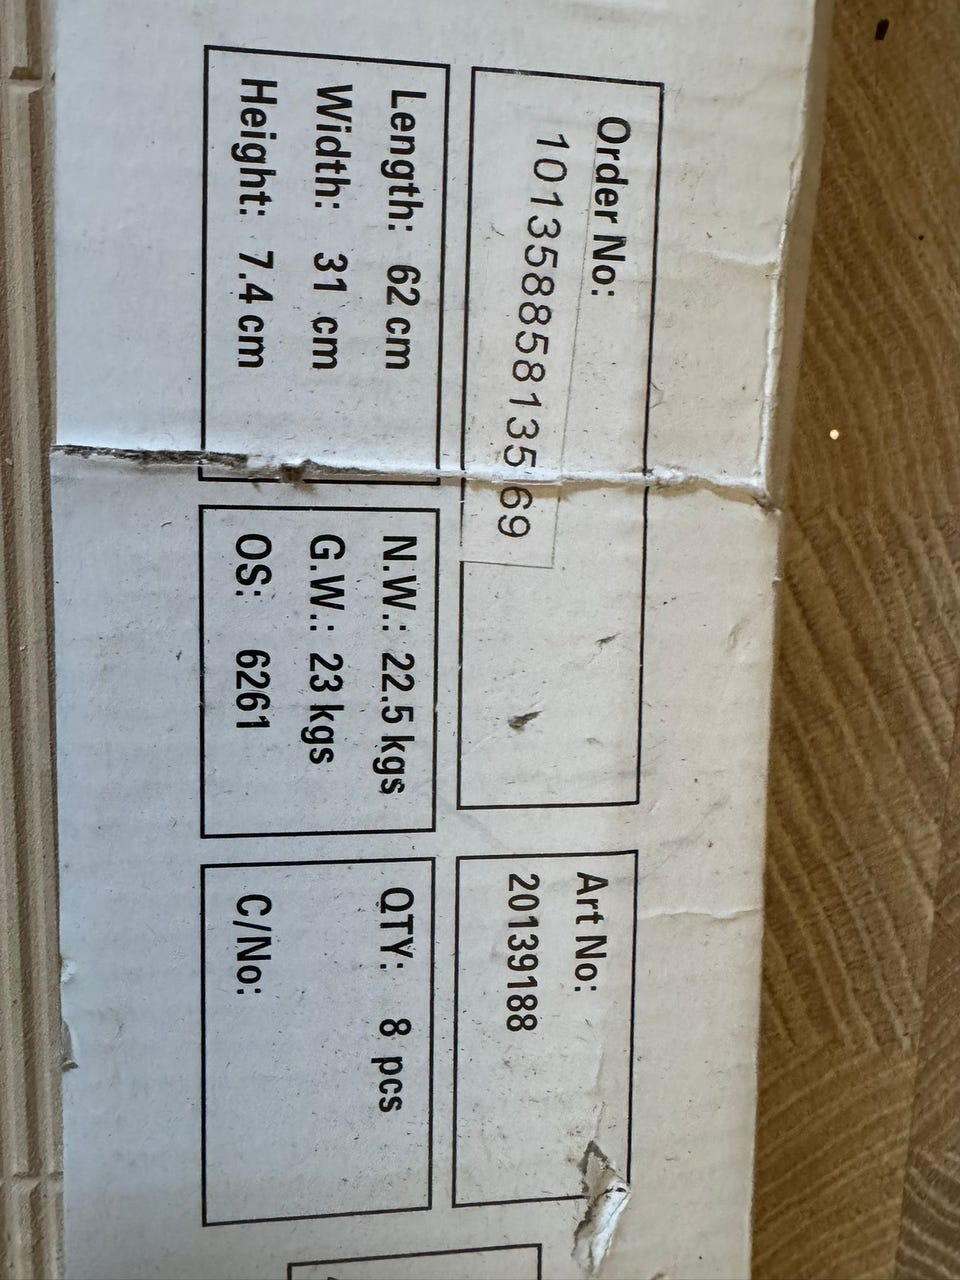 Order No:
10135885813569
Art No:
20139188
Length: 62 cm
Width: 31 cm
Height: 7.4 cm
N.W.: 22.5 kgs
G.W.: 23 kgs
OS: 6261
QTY: 8 pcs
C/No: